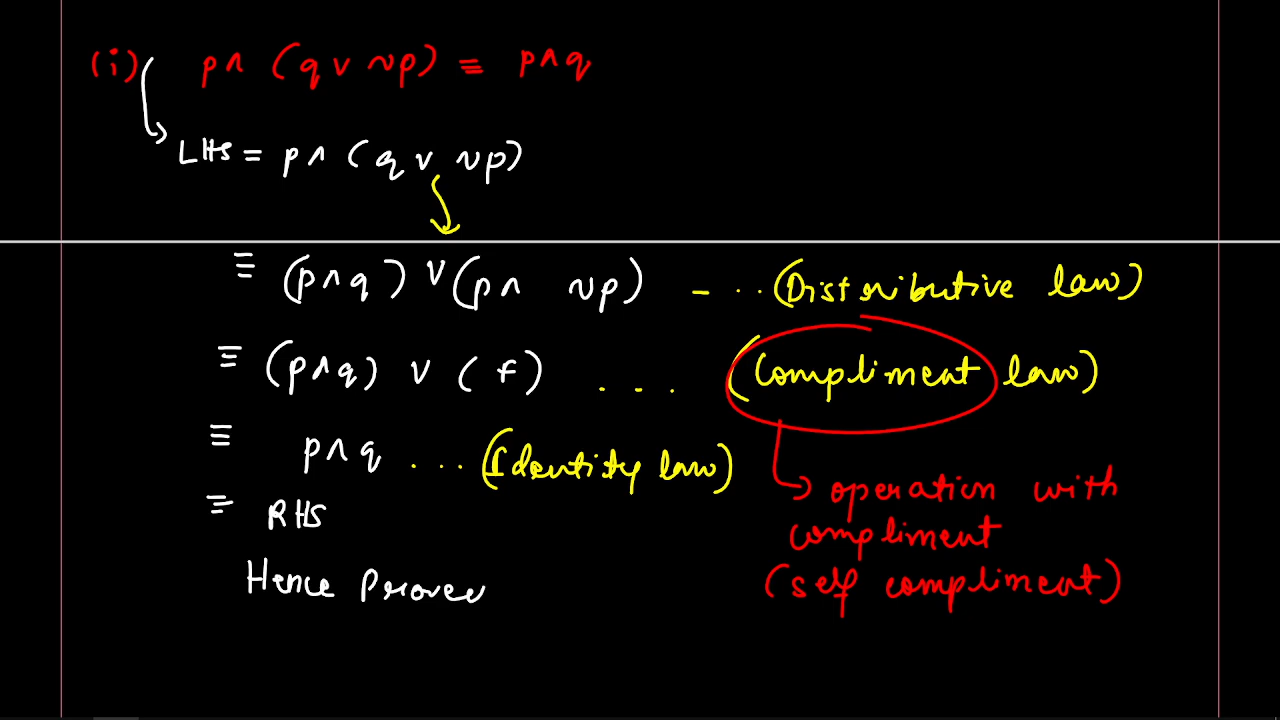 (i) p∧ (q∨ ~p) ≡ p∧q
LHS = p∧ (q∨ ~p)
≡ (p∧q) ∨ (p∧ ~p) - .. (Distributive law)
≡ (p∧q) ∨ (f) ... (Compliment law)
≡ p∧q ... (Identity law)
→ operation with
≡ RHS
compliment
Hence Proved
(self compliment)